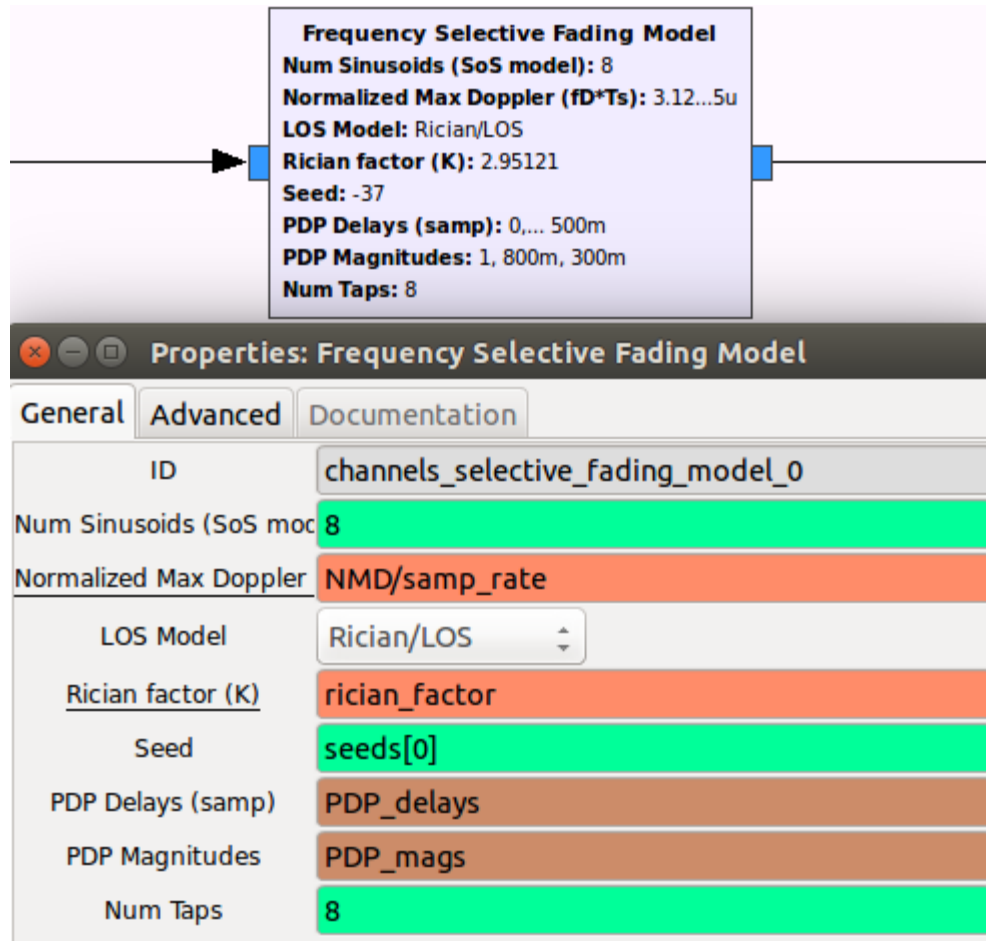 Frequency Selective Fading Model
Num Sinusoids (SoS model): 8
Normalized Max Doppler (fD*Ts): 3.12...5u
LOS Model: Rician/LOS
Rician factor (K): 2.95121
Seed: -37
PDP Delays (samp): 0,... 500m
PDP Magnitudes: 1, 800m, 300m
Num Taps: 8
Properties: Frequency Selective Fading Model
General Advanced Documentation
ID channels_selective_fading_model_0
Num Sinusoids (SoS moc 8
Normalized Max Doppler NMD/samp_rate
LOS Model Rician/LOS
Rician factor (K) rician_factor
Seed seeds[0]
PDP Delays (samp) PDP_delays
PDP Magnitudes PDP_mags
Num Taps 8